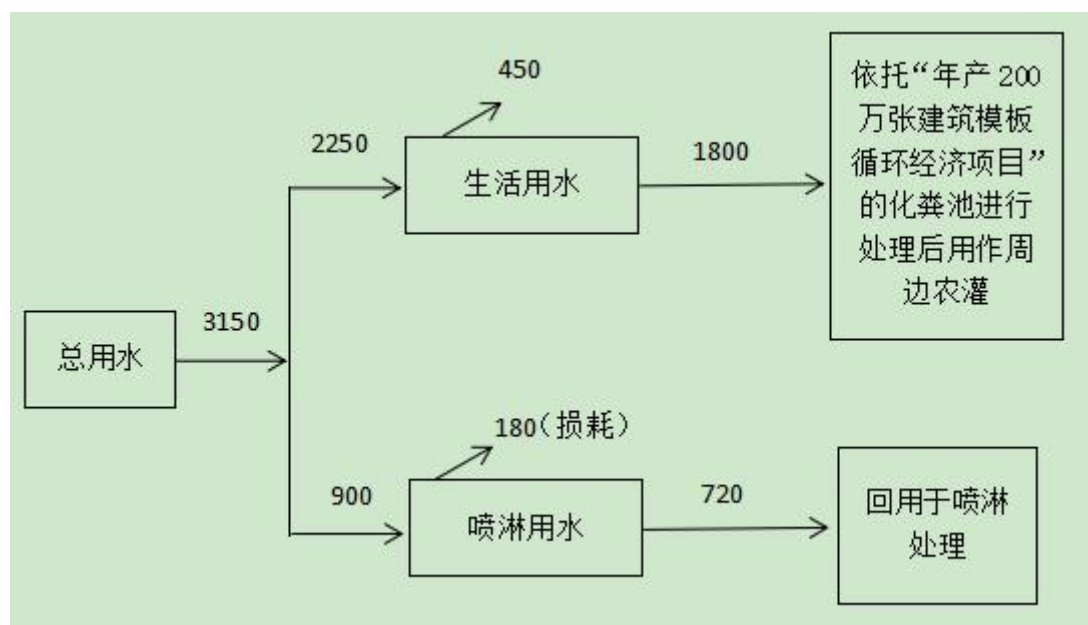 总用水
3150
2250
450
生活用水
1800
依托“年产200
万张建筑模板
循环经济项目”
的化粪池进行
处理后用作周
边农灌
900
180(损耗)
喷淋用水
720
回用于喷淋
处理